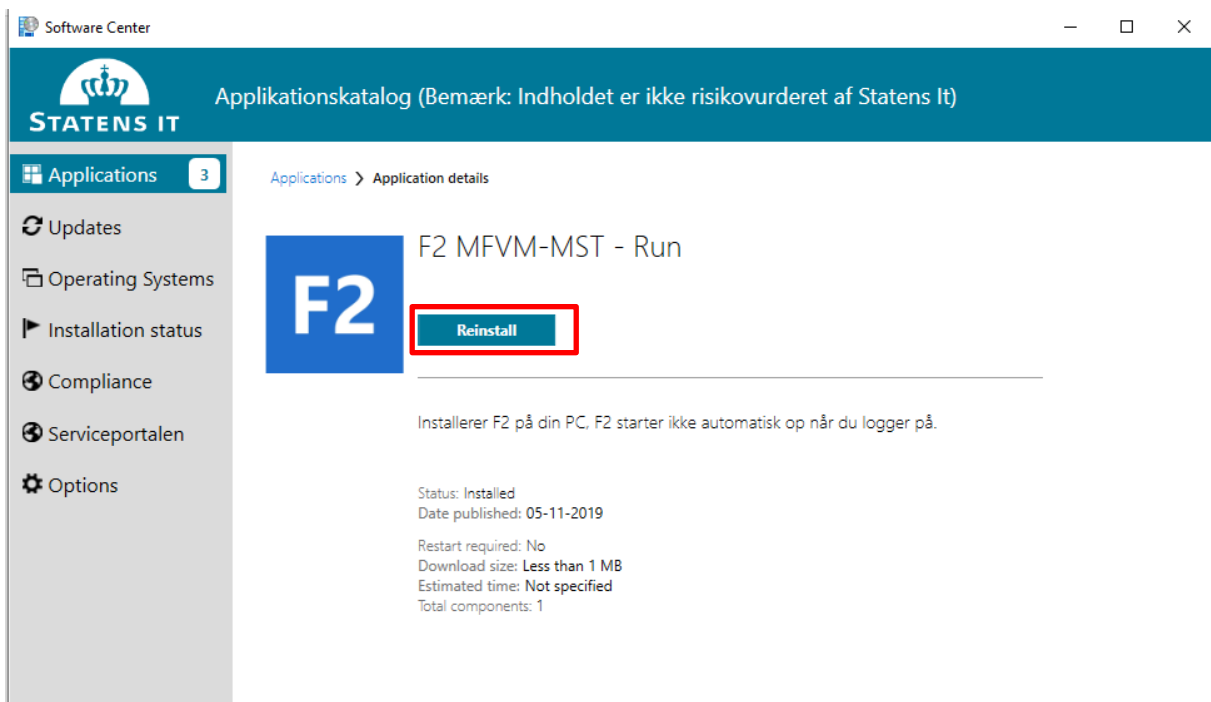 Software Center
STATENS IT
Applikationskatalog (Bemærk: Indholdet er ikke risikovurderet af Statens It)
Applications 3
Updates
Operating Systems
Installation status
Compliance
Serviceportalen
Options
Applications ❯ Application details
F2
F2 MFVM-MST - Run
Reinstall
Installerer F2 på din PC, F2 starter ikke automatisk op når du logger på.
Status: Installed
Date published: 05-11-2019
Restart required: No
Download size: Less than 1 MB
Estimated time: Not specified
Total components: 1